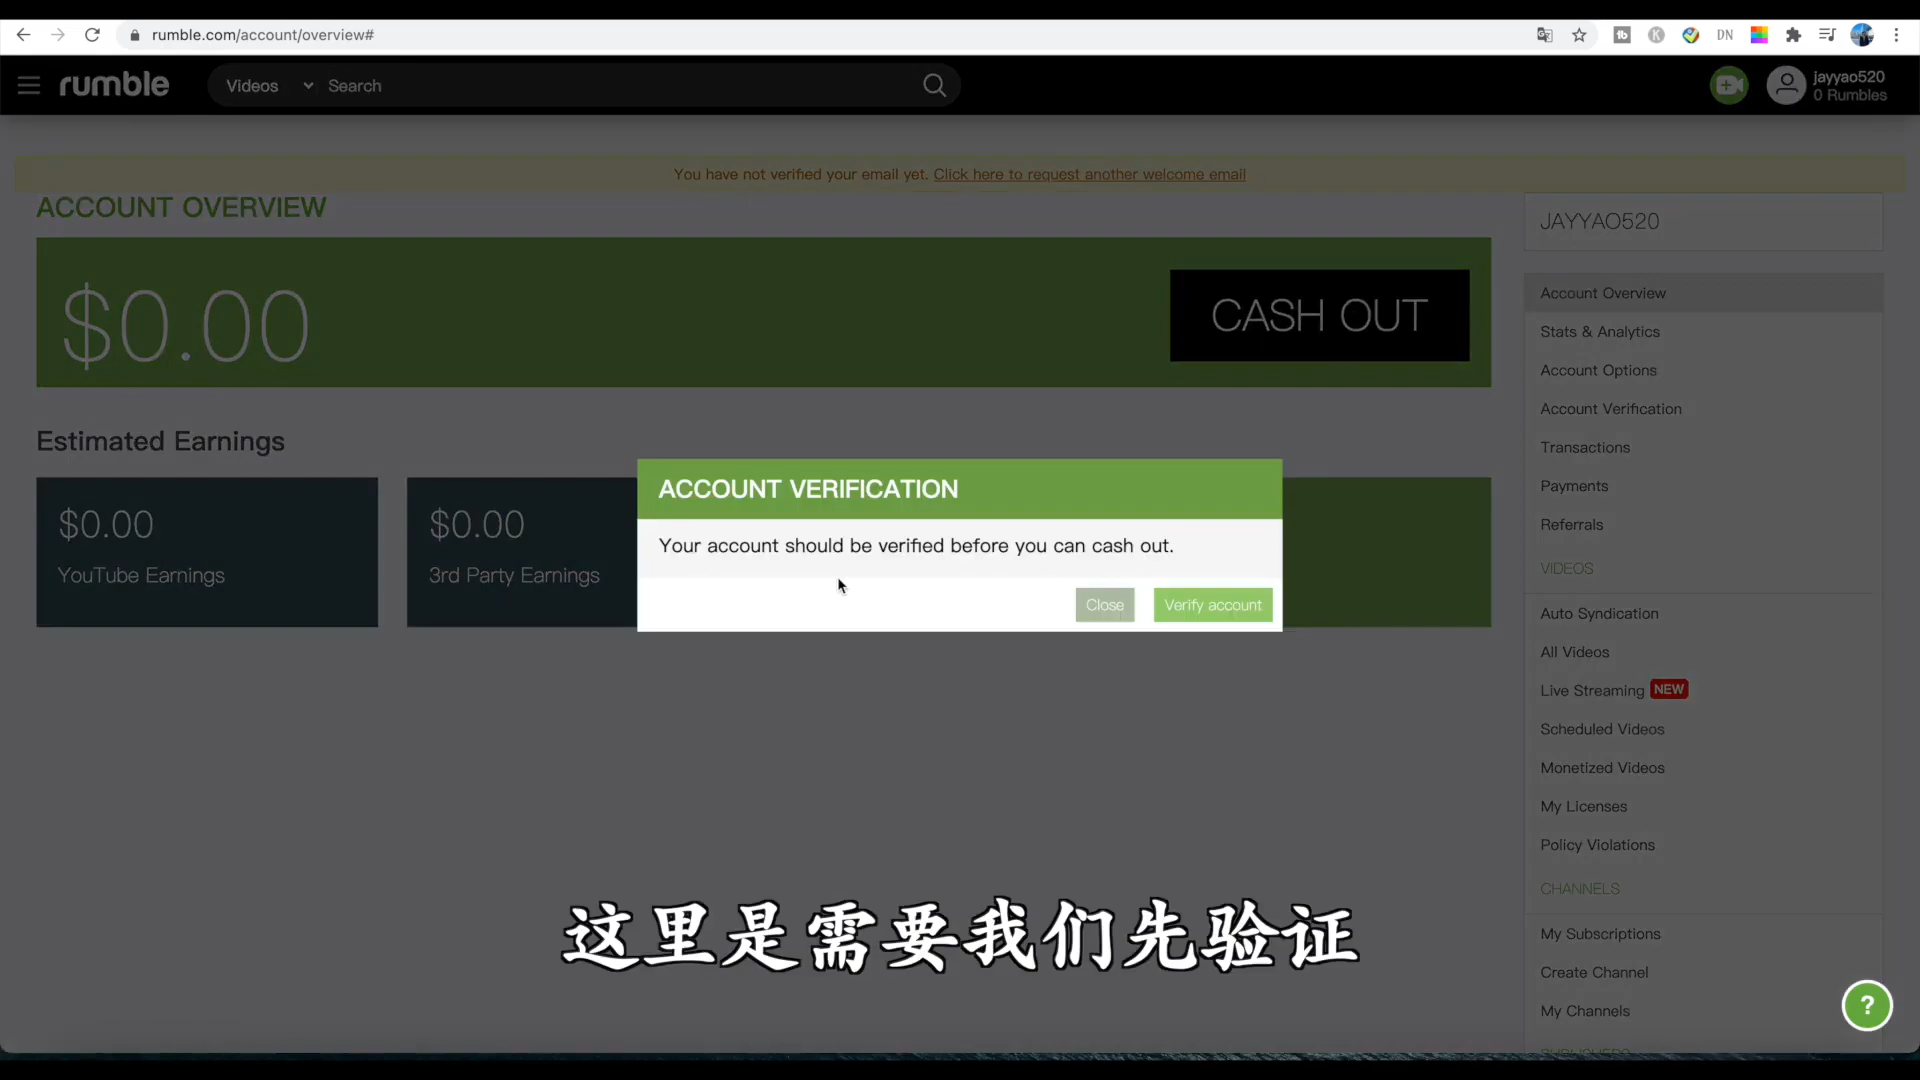 rumble.com/account/overview#
DN
rumble
Videos
Search
jayyao520
0 Rumbles
You have not verified your email yet. Click here to request another welcome email
ACCOUNT OVERVIEW
$0.00
CASH OUT
Estimated Earnings
$0.00
YouTube Earnings
$0.00
3rd Party Earnings
ACCOUNT VERIFICATION
Your account should be verified before you can cash out.
Close
Verify account
JAYYAO520
Account Overview
Stats & Analytics
Account Options
Account Verification
Transactions
Payments
Referrals
VIDEOS
Auto Syndication
All Videos
Live Streaming NEW
Scheduled Videos
Monetized Videos
My Licenses
Policy Violations
CHANNELS
My Subscriptions
Create Channel
My Channels
?
这里是需要我们先验证